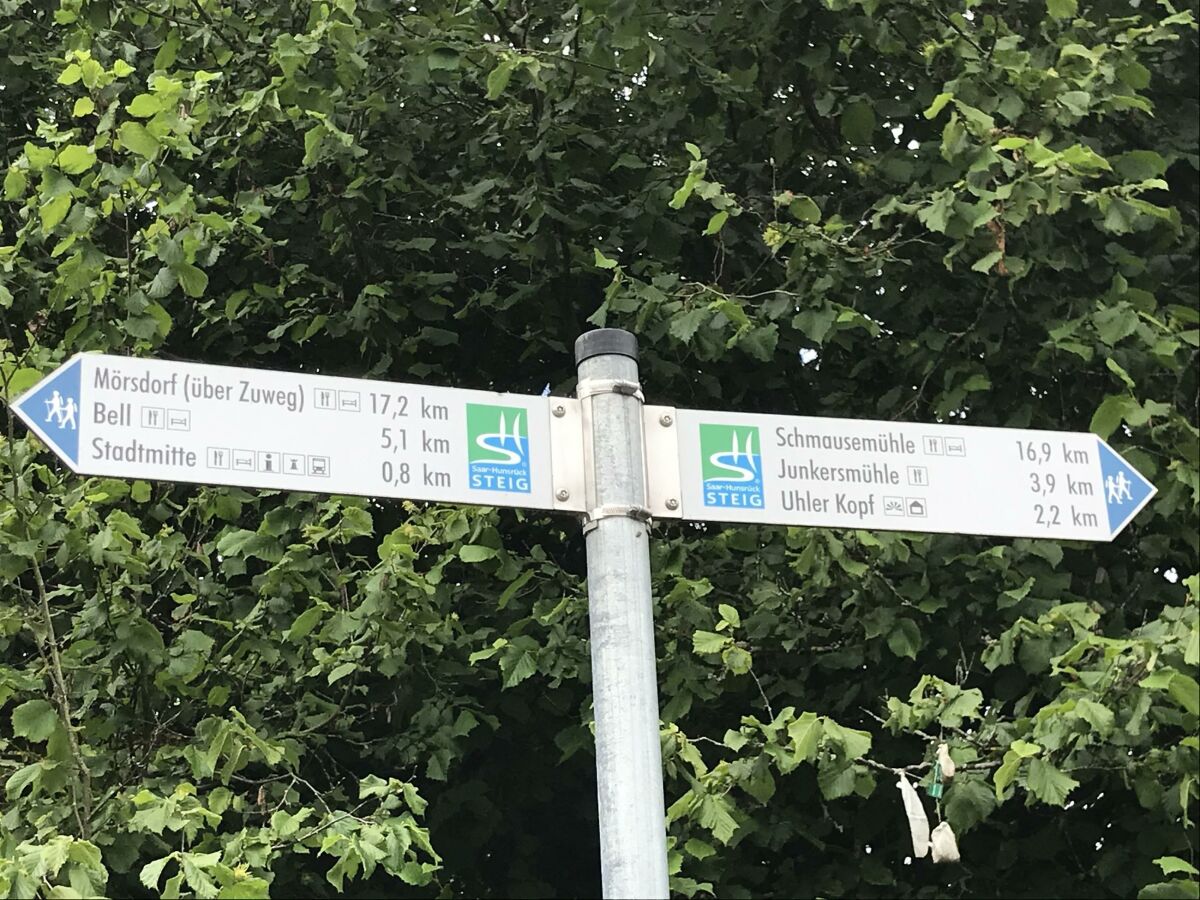 Mörsdorf (über Zuweg) 17,2 km
Bell 5,1 km
Stadtmitte 0,8 km
Saar-Hunsrück
STEIG
Saar-Hunsrück
STEIG
Schmausemühle 16,9 km
Junkersmühle 3,9 km
Uhler Kopf 2,2 km